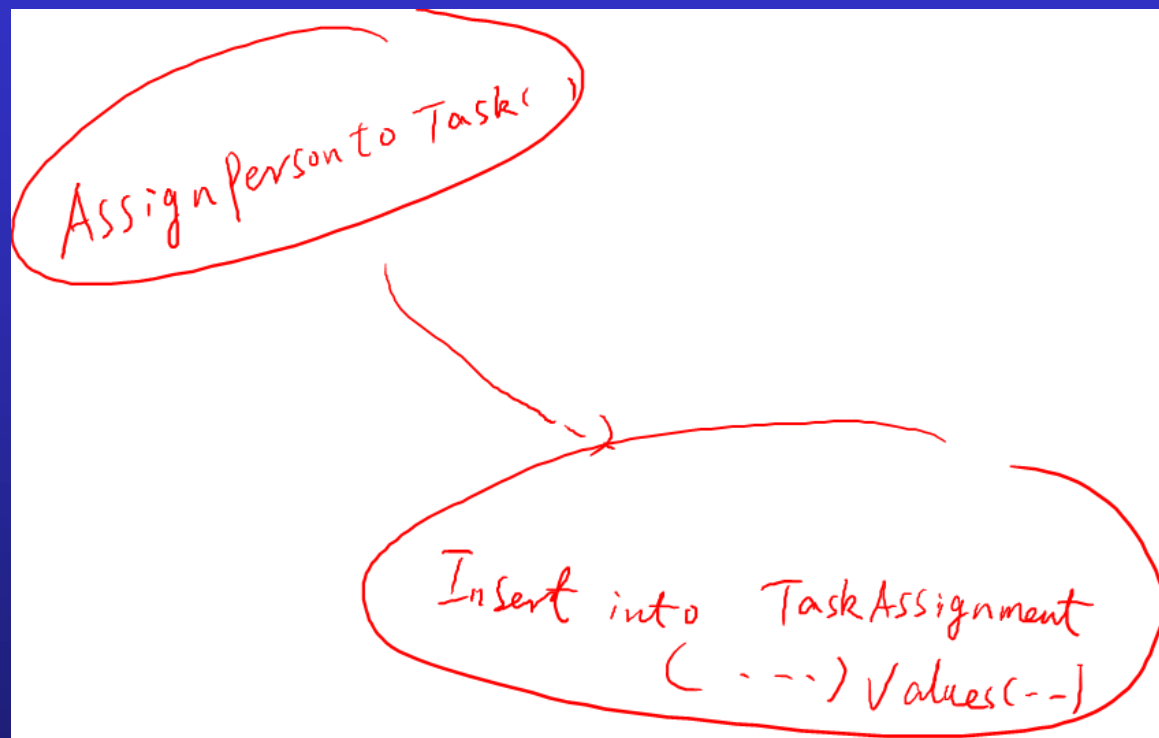 AssignPersontoTask( )
Insert into TaskAssignment
(....) Values(--)